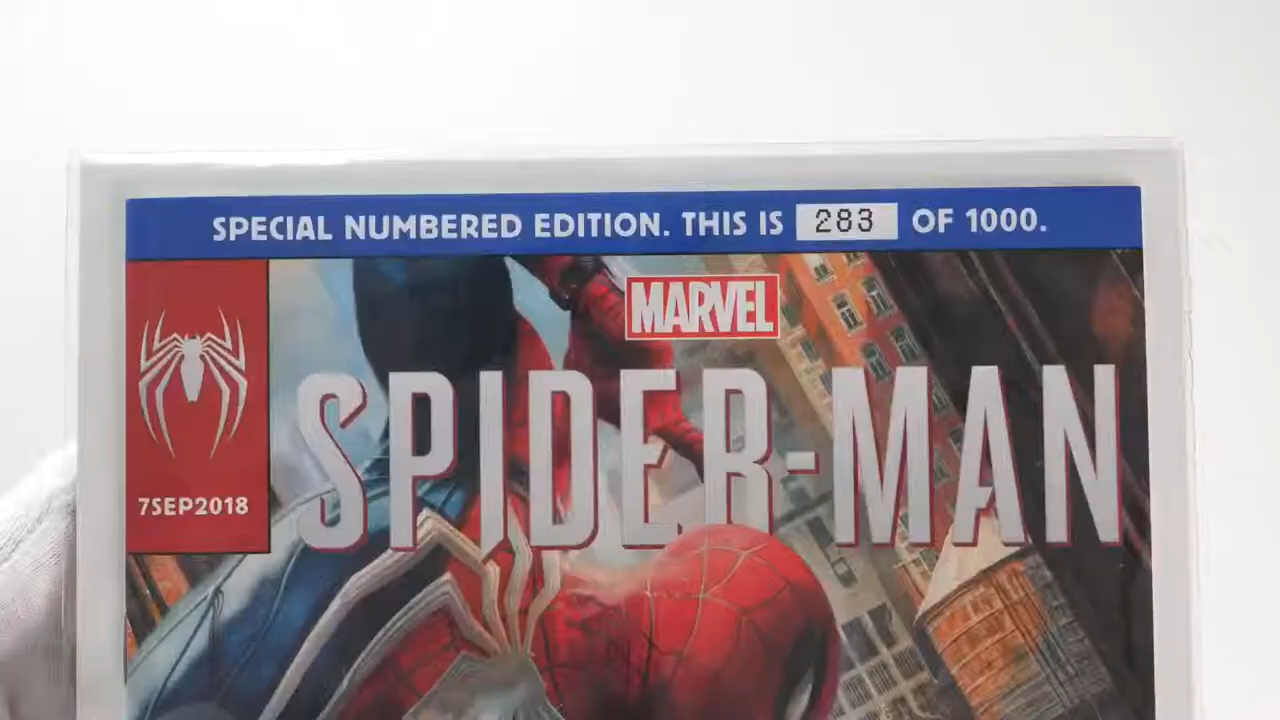 SPECIAL NUMBERED EDITION. THIS IS 283 OF 1000.
MARVEL
SPIDER-MAN
7SEP2018